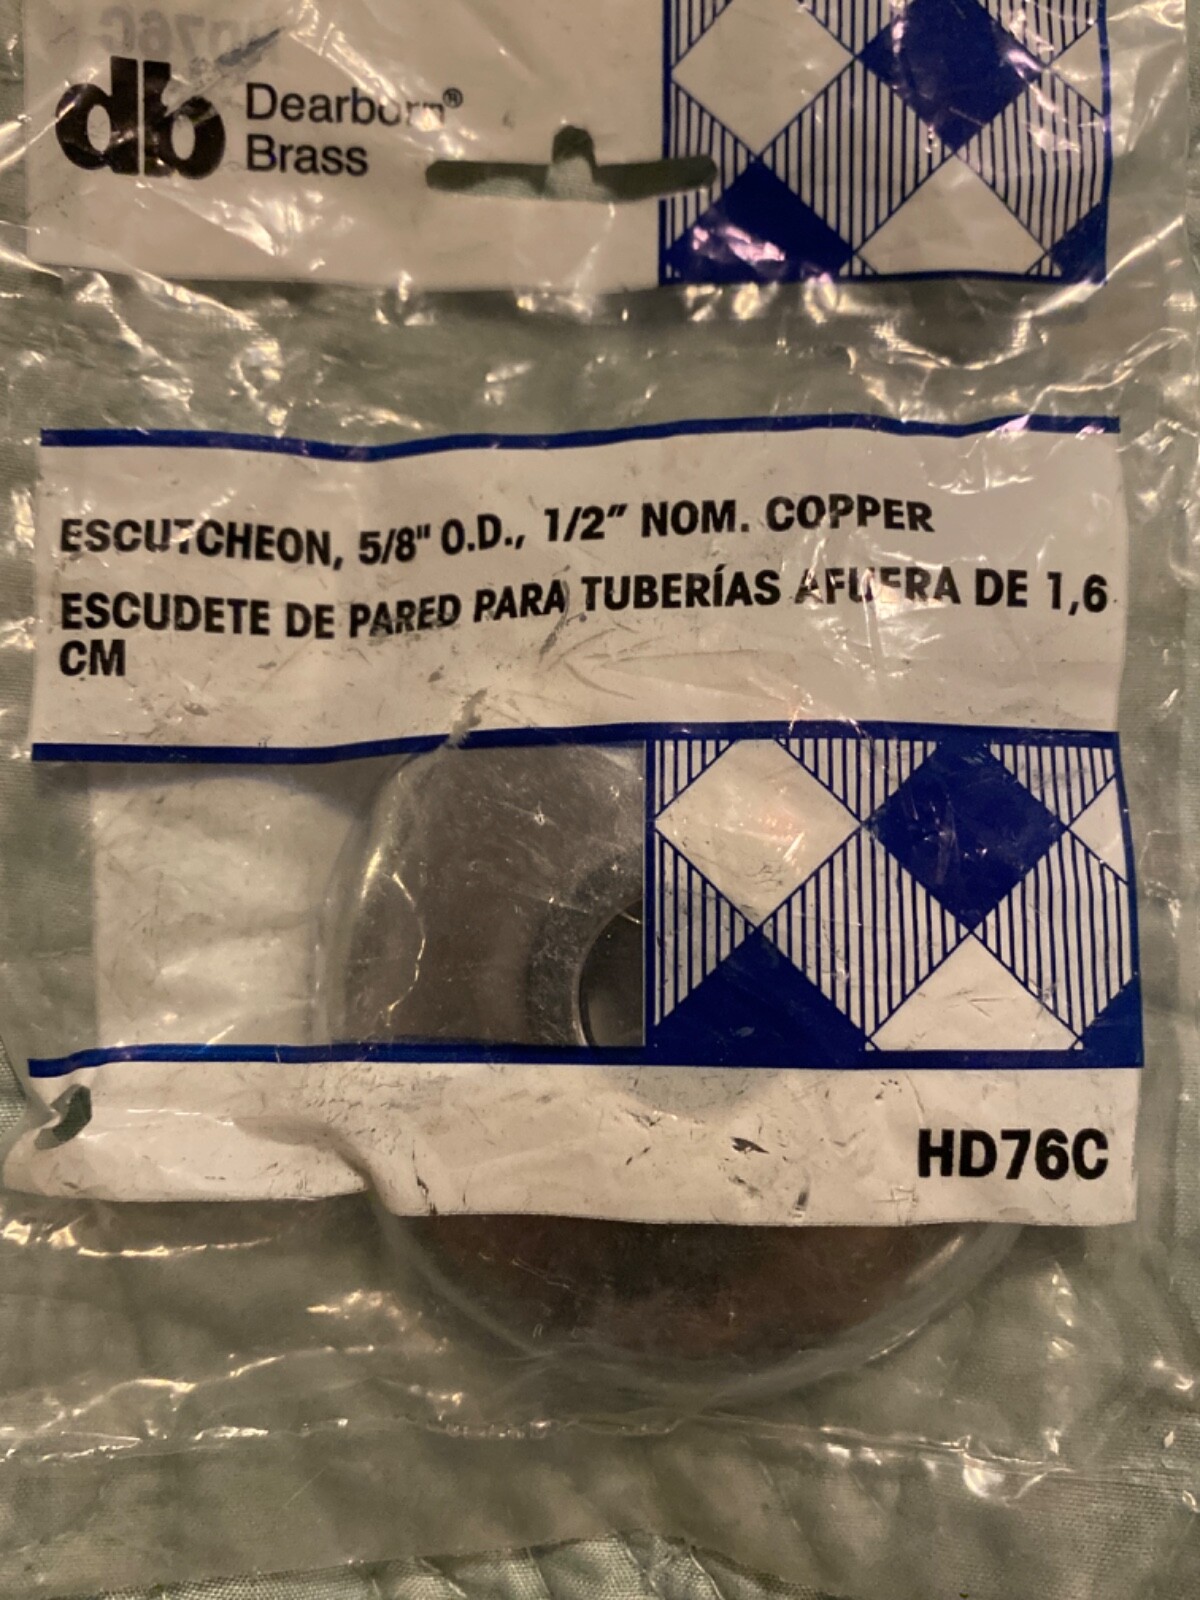 db Dearborn®
Brass
ESCUTCHEON, 5/8" O.D., 1/2" NOM. COPPER
ESCUDETE DE PARED PARA TUBERÍAS AFUERA DE 1,6
CM
HD76C